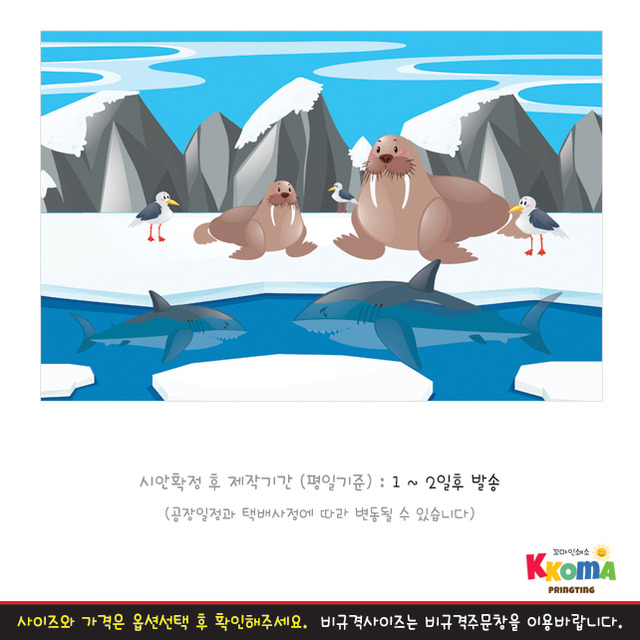 시안확정 후 제작기간 (평일기준) : 1 ~ 2일후 발송
(공장일정과 택배사정에 따라 변동될 수 있습니다)
꼬마인쇄소
KKOMA
PRINGTING
사이즈와 가격은 옵션선택 후 확인해주세요. 비규격사이즈는 비규격주문창을 이용바랍니다.